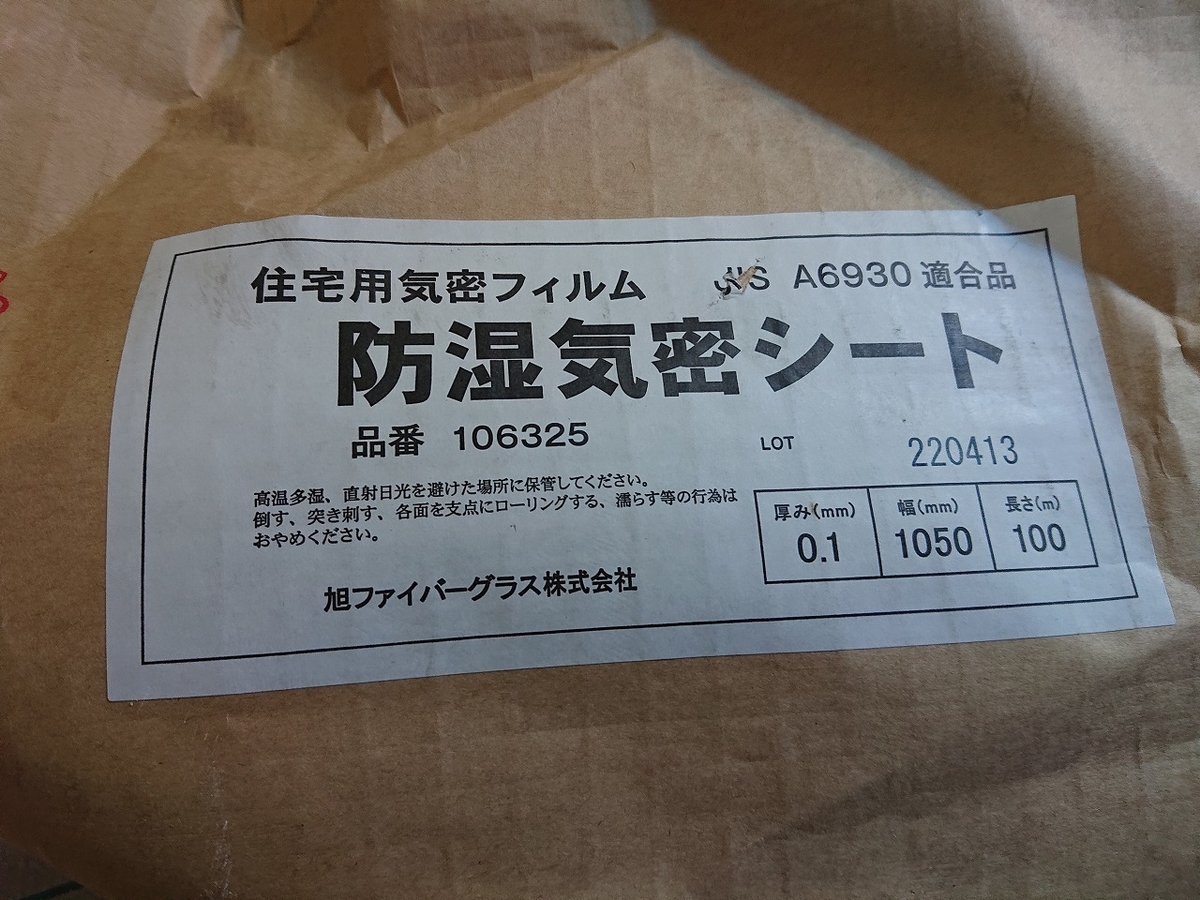 住宅用気密フィルム JIS A6930 適合品
防湿気密シート
品番 106325
LOT 220413
高温多湿、直射日光を避けた場所に保管してください。
倒す、突き刺す、各面を支点にローリングする、濡らす等の行為は
おやめください。
厚み(mm) 幅(mm) 長さ(m)
0.1 1050 100
旭ファイバーグラス株式会社